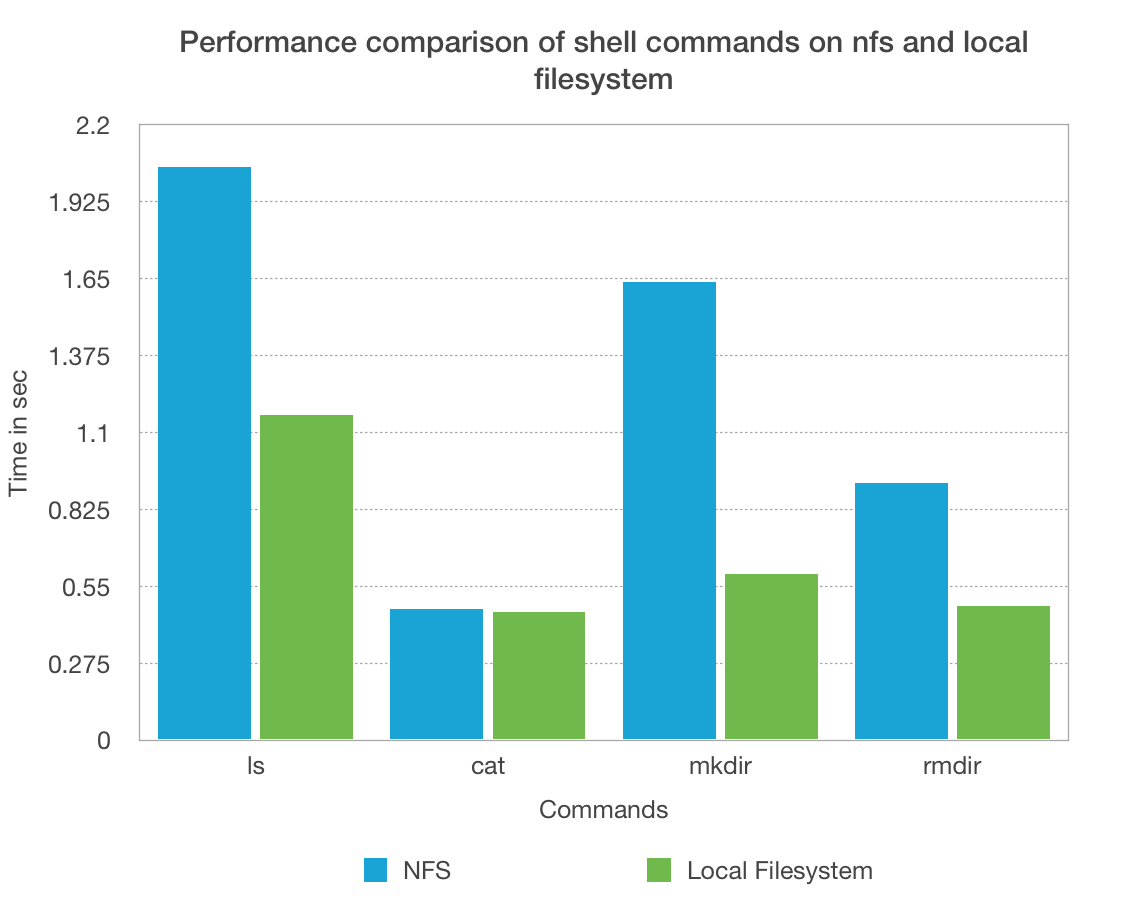 Performance comparison of shell commands on nfs and local
filesystem
2.2
1.925
1.65
1.375
1.1
0.825
0.55
0.275
0
Time in sec
ls
cat
mkdir
rmdir
Commands
NFS
Local Filesystem